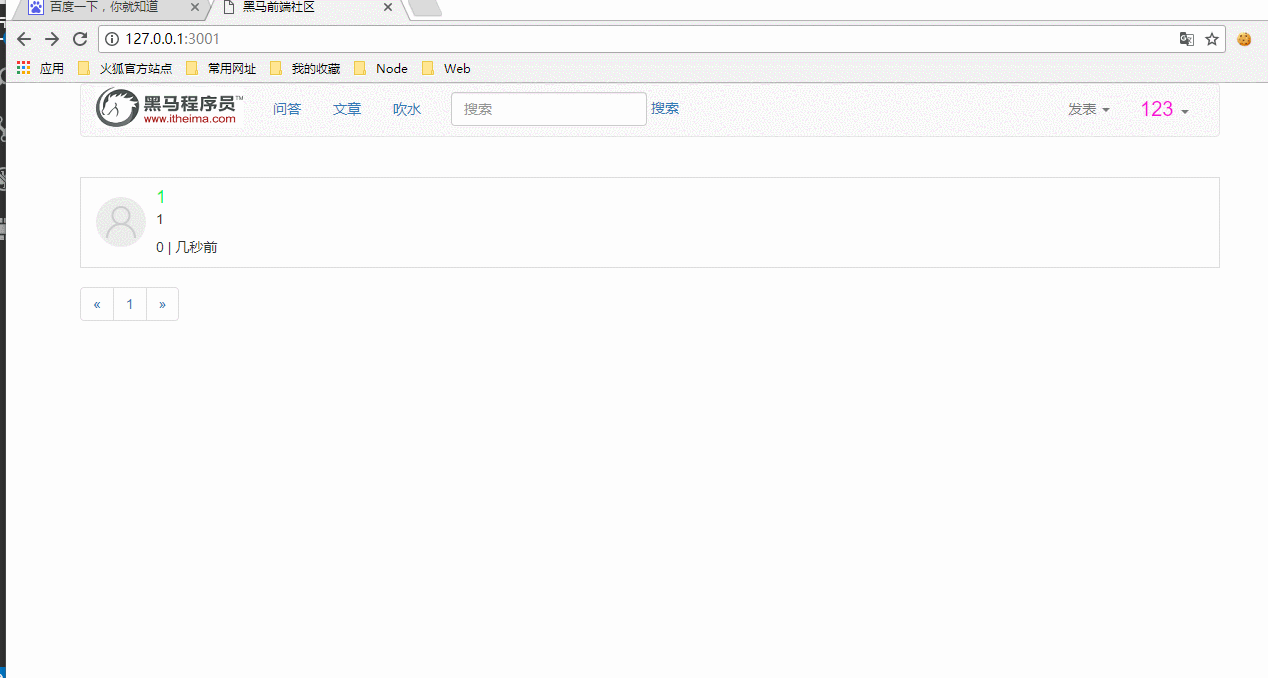 百度一下，你就知道 黑马前端社区
127.0.0.1:3001
应用 火狐官方站点 常用网址 我的收藏 Node Web
黑马程序员™ 问答 文章 吹水 搜索 搜索 发表 123
www.itheima.com
1
1
0 | 几秒前
« 1 »